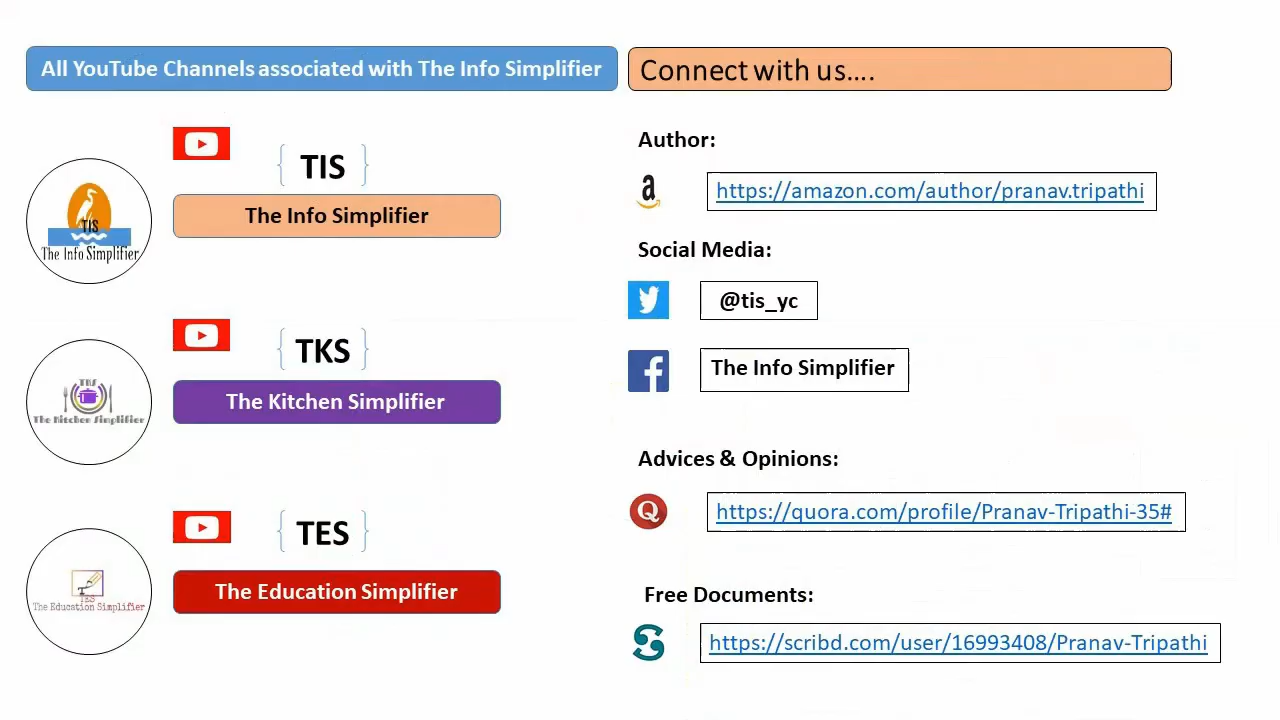 All YouTube Channels associated with The Info Simplifier
TIS
The Info Simplifier
TIS
The Info Simplifier
TKS
The Kitchen Simplifier
TKS
The Kitchen Simplifier
TES
The Education Simplifier
TES
The Education Simplifier
Connect with us....
Author:
a
https://amazon.com/author/pranav.tripathi
Social Media:
@tis_yc
f
The Info Simplifier
Advices & Opinions:
Q
https://quora.com/profile/Pranav-Tripathi-35#
Free Documents:
https://scribd.com/user/16993408/Pranav-Tripathi